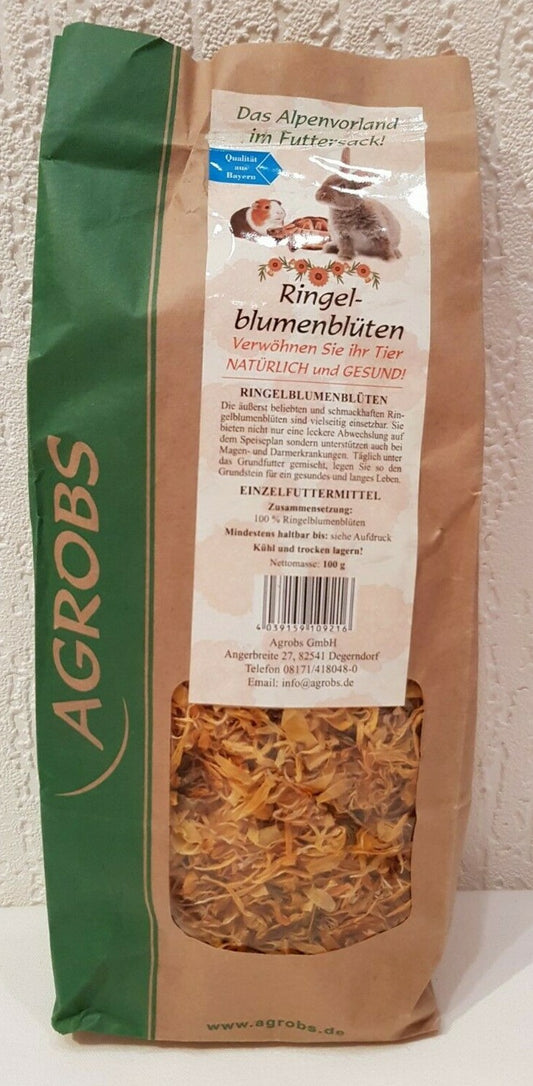 Das Alpenvorland
im Futtersack!
Qualität
aus
Bayern
Ringel-
blumenblüten
Verwöhnen Sie ihr Tier
NATÜRLICH und GESUND!
RINGELBLUMENBLÜTEN
Die äußerst beliebten und schmackhaften Rin-
gelblumenblüten sind vielseitig einsetzbar. Sie
bieten nicht nur eine leckere Abwechslung auf
dem Speiseplan sondern unterstützen auch bei
Magen- und Darmerkrankungen. Täglich unter
das Grundfutter gemischt, legen Sie so den
Grundstein für ein gesundes und langes Leben.
EINZELFUTTERMITTEL
Zusammensetzung:
100 % Ringelblumenblüten
Mindestens haltbar bis: siehe Aufdruck
Kühl und trocken lagern!
Nettomasse: 100 g
4 039159 109216
Agrobs GmbH
Angerbreite 27, 82541 Degerndorf
Telefon 08171/418048-0
Email: info@agrobs.de
AGROBS
www.agrobs.de